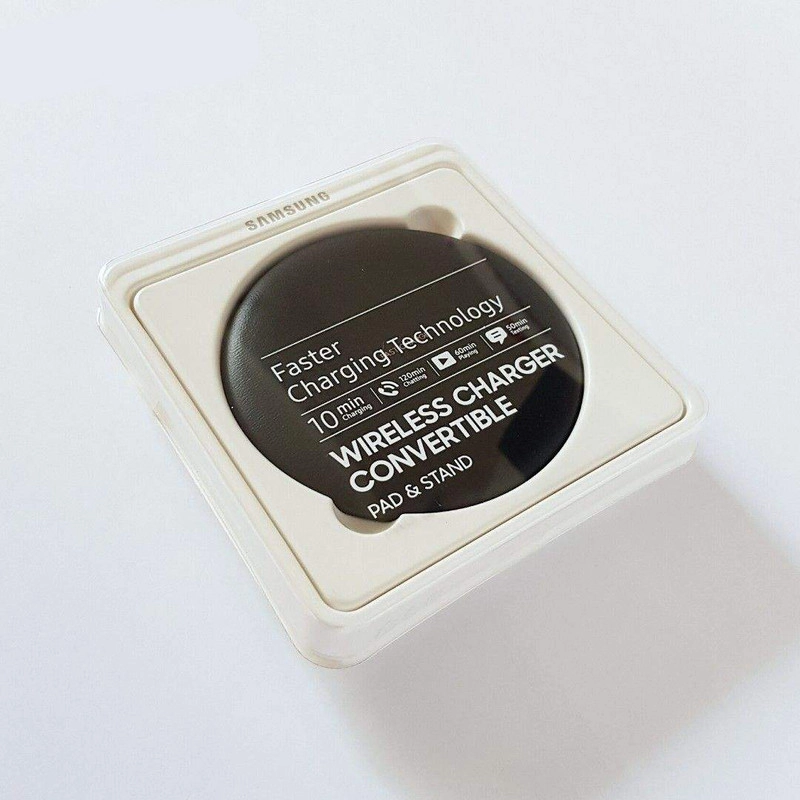 SAMSUNG
Faster
Charging Technology
10 min Charging 120min Chatting 60min Playing 50min Texting
WIRELESS CHARGER
CONVERTIBLE
PAD & STAND